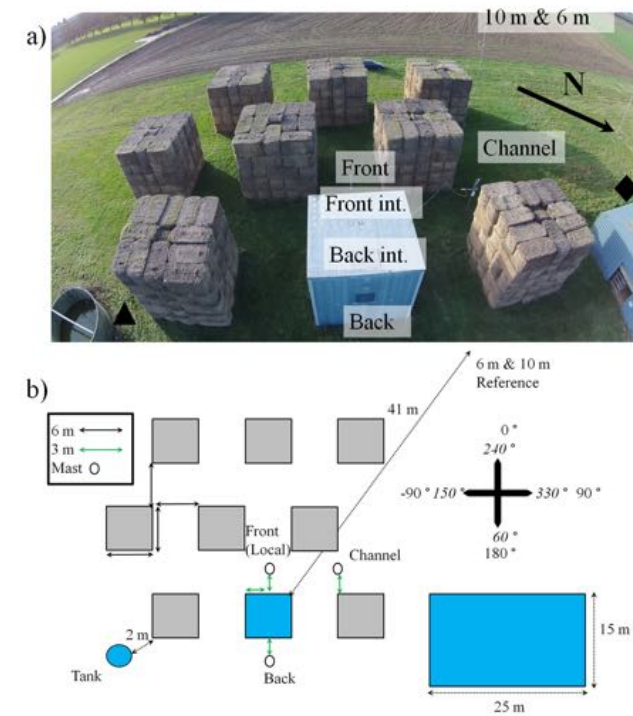 a)
10 m & 6 m
N
Channel
Front
Front int.
Back int.
Back
b)
6 m & 10 m
Reference
41 m
6 m
3 m
Mast
0 °
240°
-90 ° 150° 330° 90 °
60 °
180°
Front
(Local)
Channel
2 m
Tank
Back
15 m
25 m